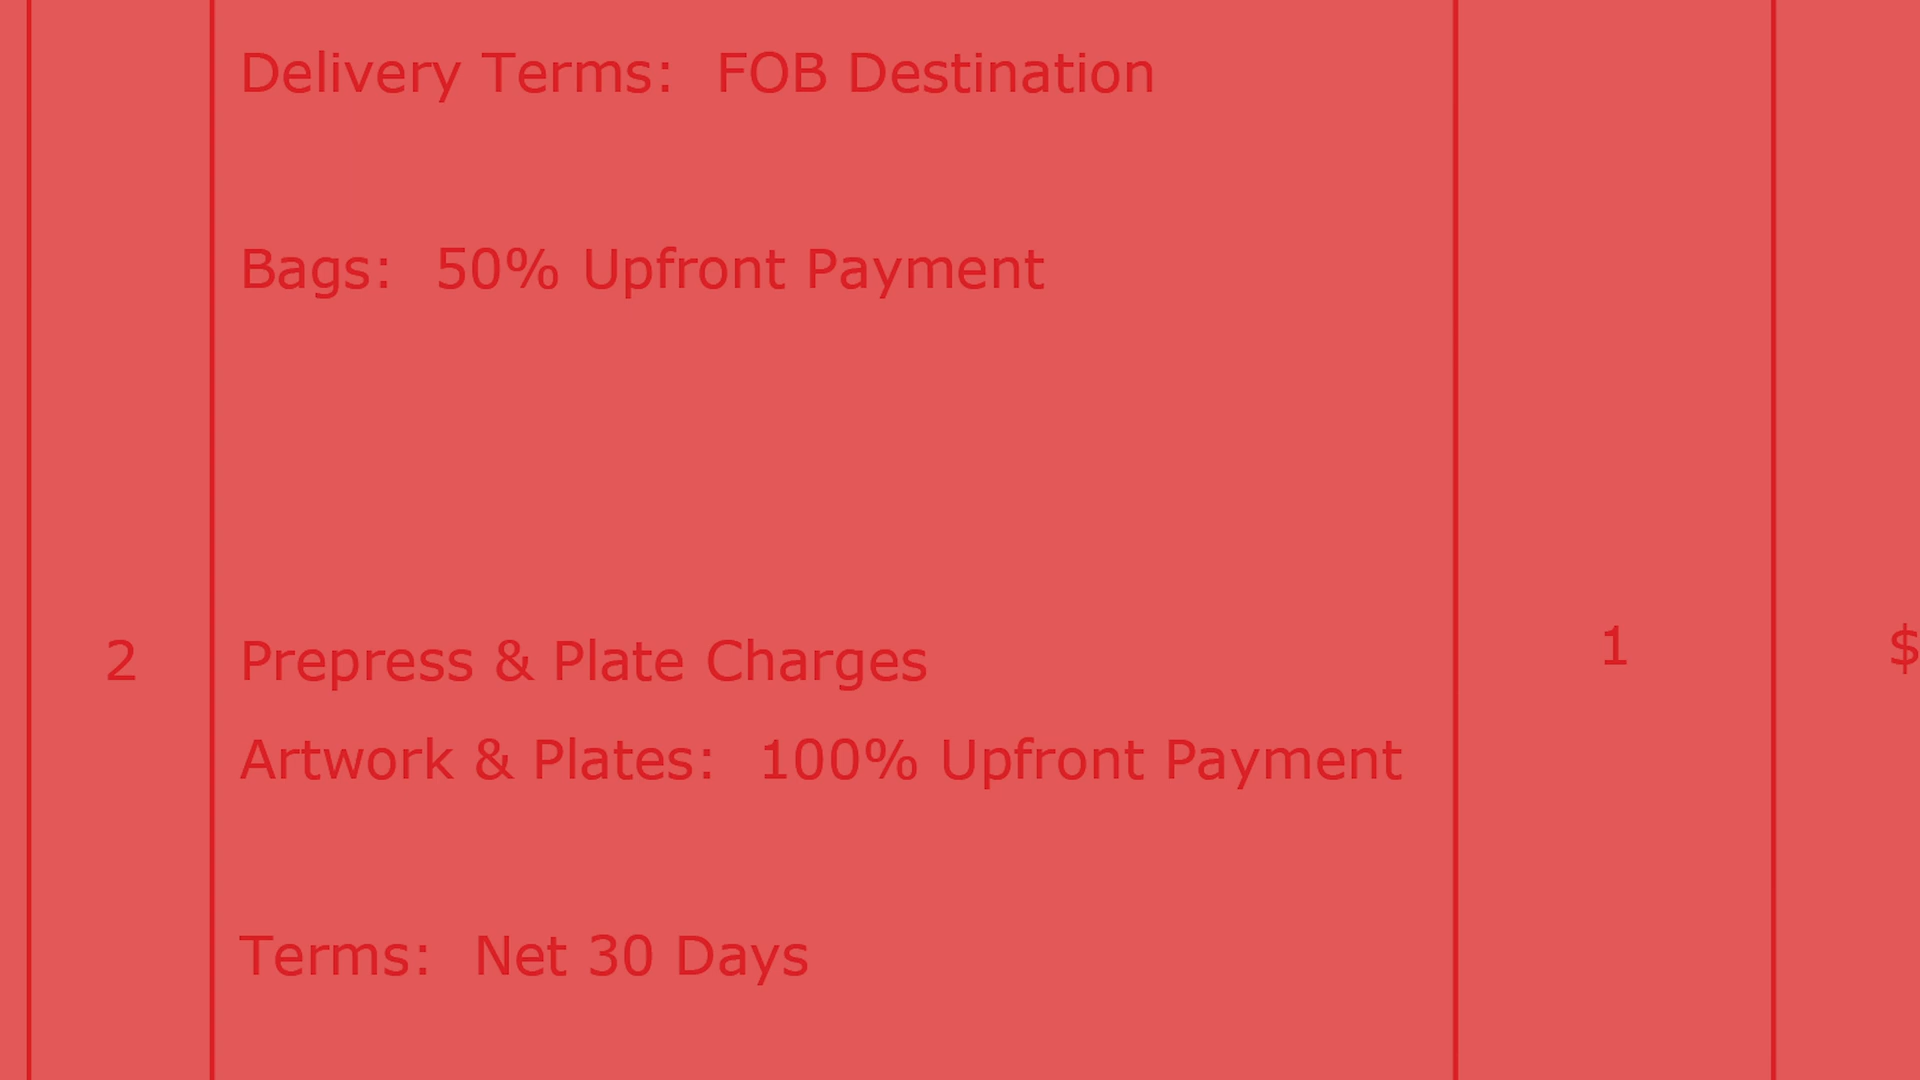 Delivery Terms:  FOB Destination
Bags:  50% Upfront Payment
2 Prepress & Plate Charges 1 $
Artwork & Plates:  100% Upfront Payment
Terms:  Net 30 Days